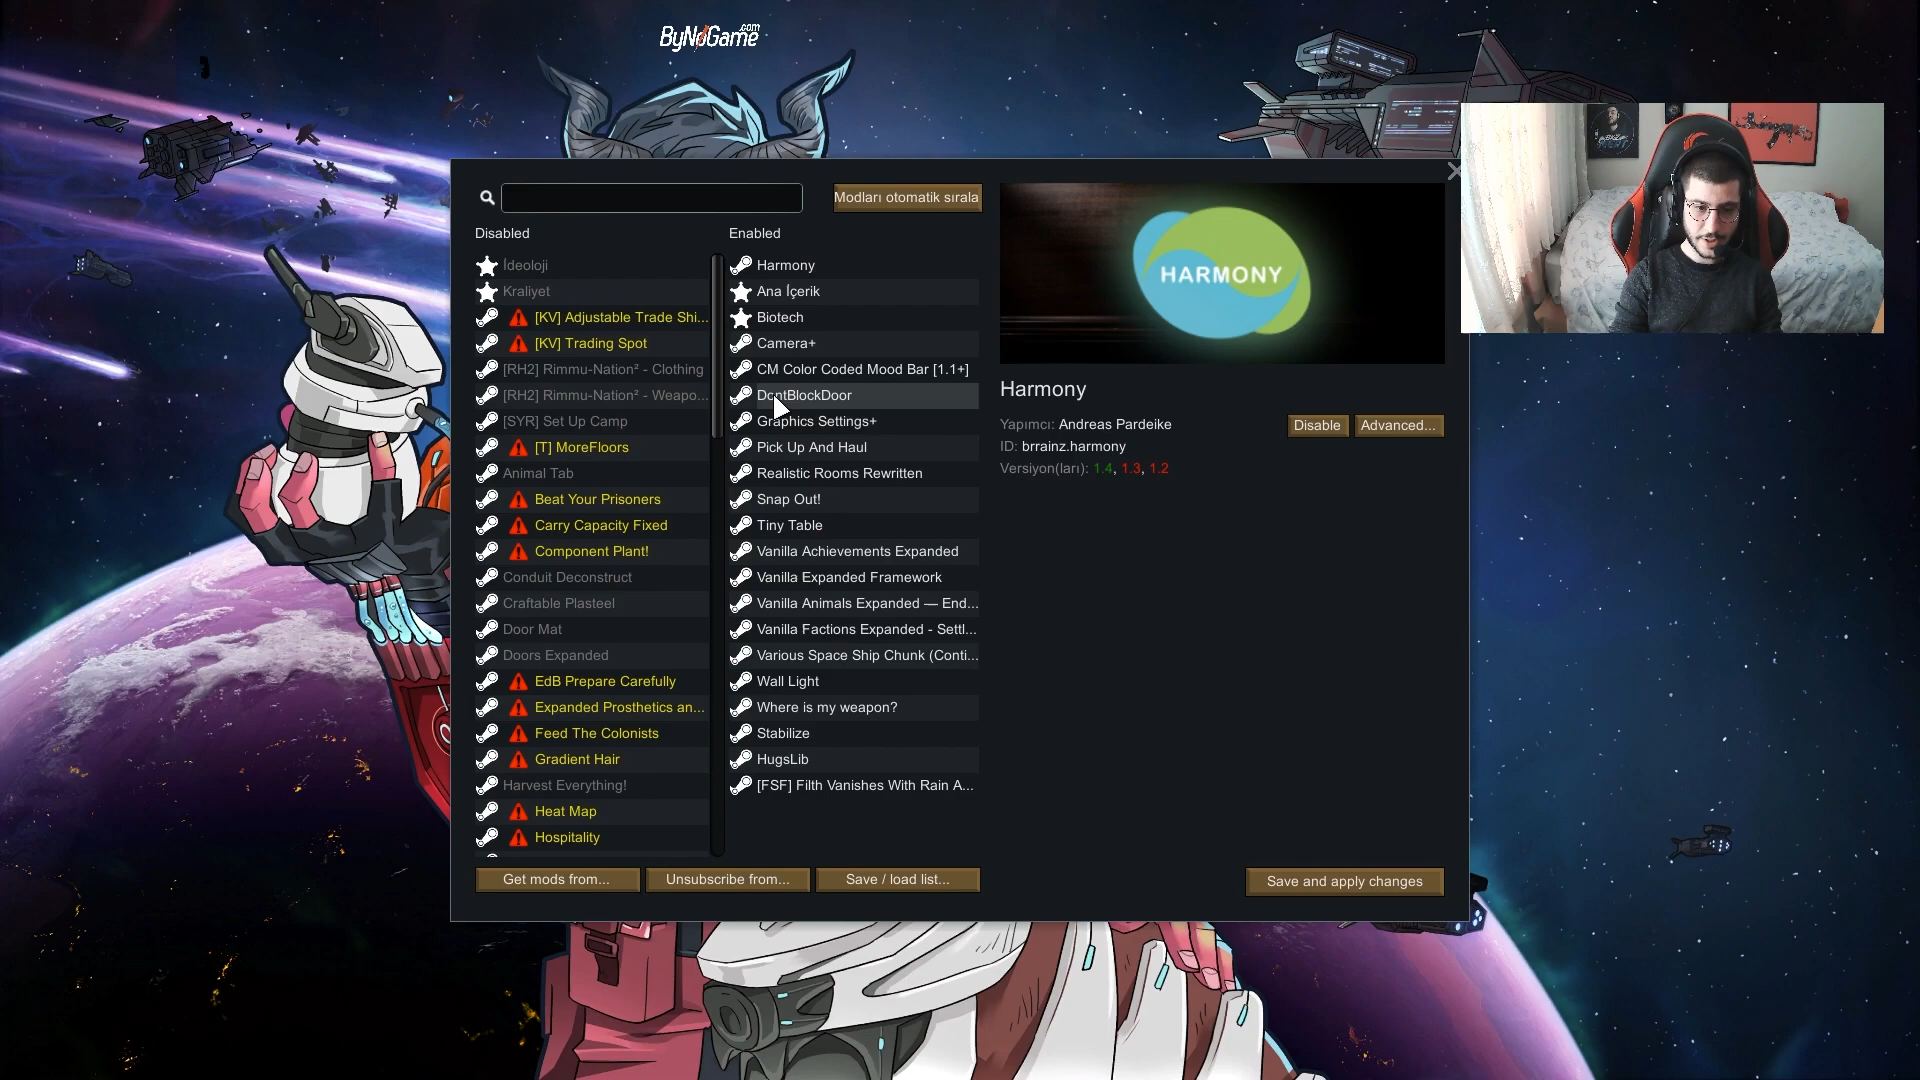 ByNoGame.com
Modları otomatik sırala
Disabled
İdeoloji
Kraliyet
[KV] Adjustable Trade Shi...
[KV] Trading Spot
[RH2] Rimmu-Nation² - Clothing
[RH2] Rimmu-Nation² - Weapo...
[SYR] Set Up Camp
[T] MoreFloors
Animal Tab
Beat Your Prisoners
Carry Capacity Fixed
Component Plant!
Conduit Deconstruct
Craftable Plasteel
Door Mat
Doors Expanded
EdB Prepare Carefully
Expanded Prosthetics an...
Feed The Colonists
Gradient Hair
Harvest Everything!
Heat Map
Hospitality
Enabled
Harmony
Ana İçerik
Biotech
Camera+
CM Color Coded Mood Bar [1.1+]
DontBlockDoor
Graphics Settings+
Pick Up And Haul
Realistic Rooms Rewritten
Snap Out!
Tiny Table
Vanilla Achievements Expanded
Vanilla Expanded Framework
Vanilla Animals Expanded — End...
Vanilla Factions Expanded - Settl...
Various Space Ship Chunk (Conti...
Wall Light
Where is my weapon?
Stabilize
HugsLib
[FSF] Filth Vanishes With Rain A...
HARMONY
Harmony
Yapımcı: Andreas Pardeike
ID: brrainz.harmony
Versiyon(ları): 1.4, 1.3, 1.2
Disable
Advanced...
Get mods from...
Unsubscribe from...
Save / load list...
Save and apply changes